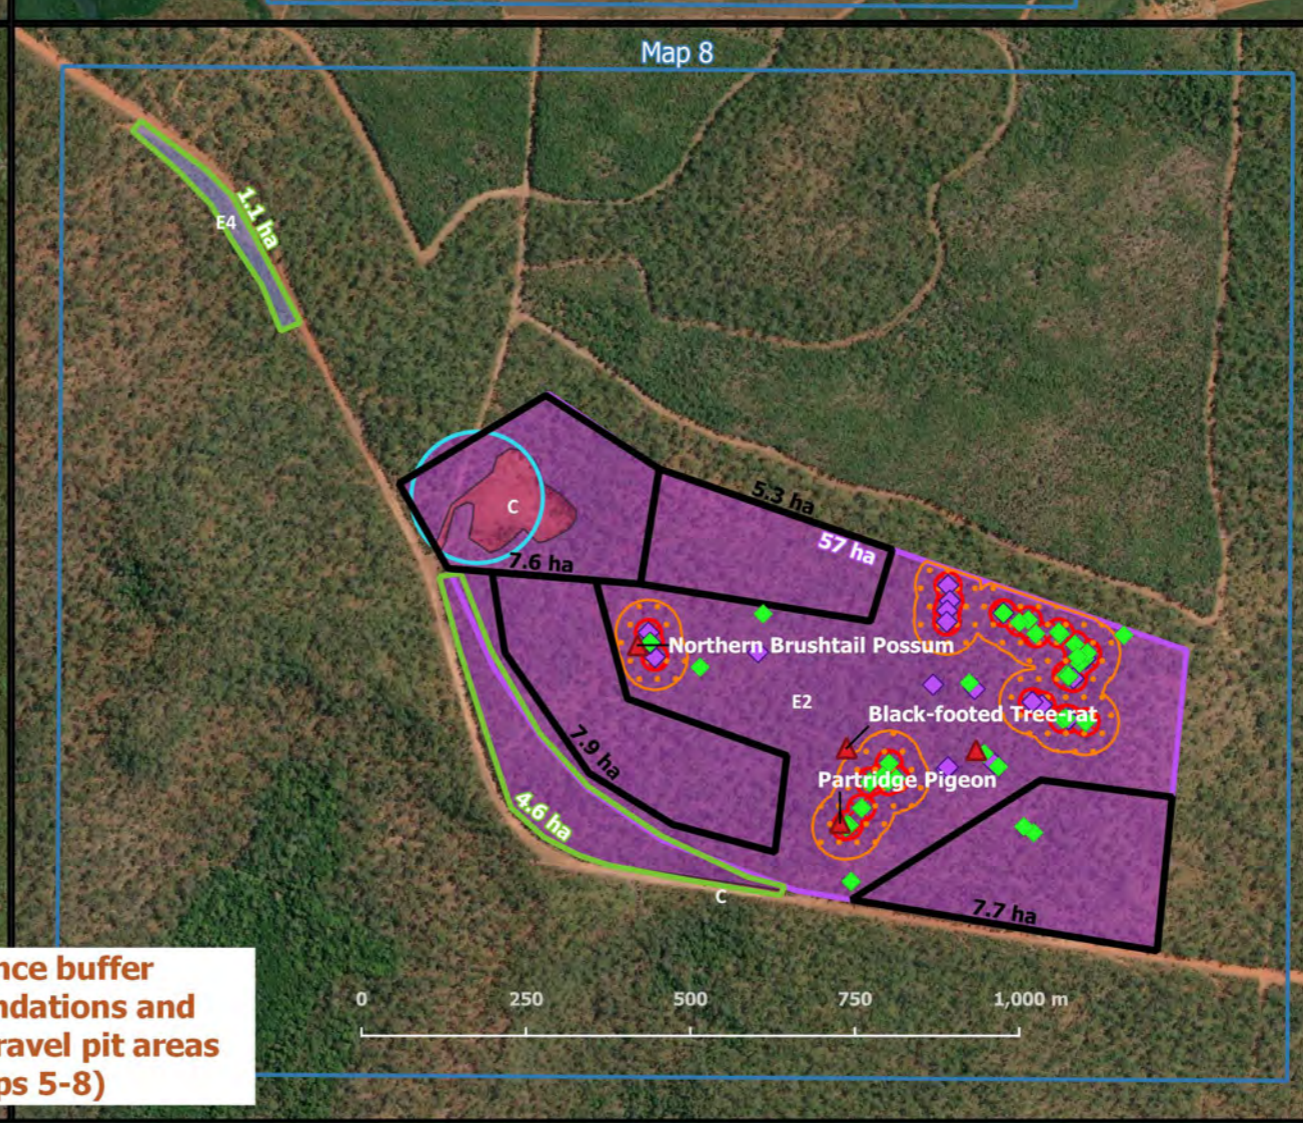 Map 8
1.1 ha
E4
5.3 ha
C
57 ha
7.6 ha
Northern Brushtail Possum
E2
Black-footed Tree-rat
7.9 ha
Partridge Pigeon
4.6 ha
C
7.7 ha
nce buffer
ndations and
ravel pit areas
ps 5-8)
0 250 500 750 1,000 m